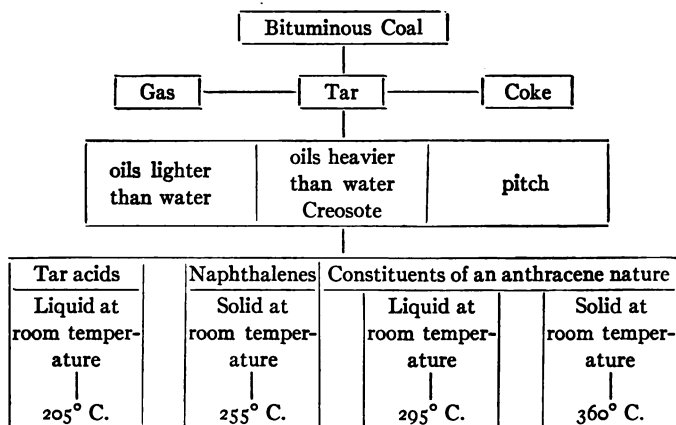 Bituminous Coal
Gas Tar Coke
oils lighter
than water
oils heavier
than water
Creosote
pitch
Tar acids
Liquid at
room temper-
ature
205° C.
Naphthalenes
Solid at
room temper-
ature
255° C.
Constituents of an anthracene nature
Liquid at
room temper-
ature
295° C.
Solid at
room temper-
ature
360° C.